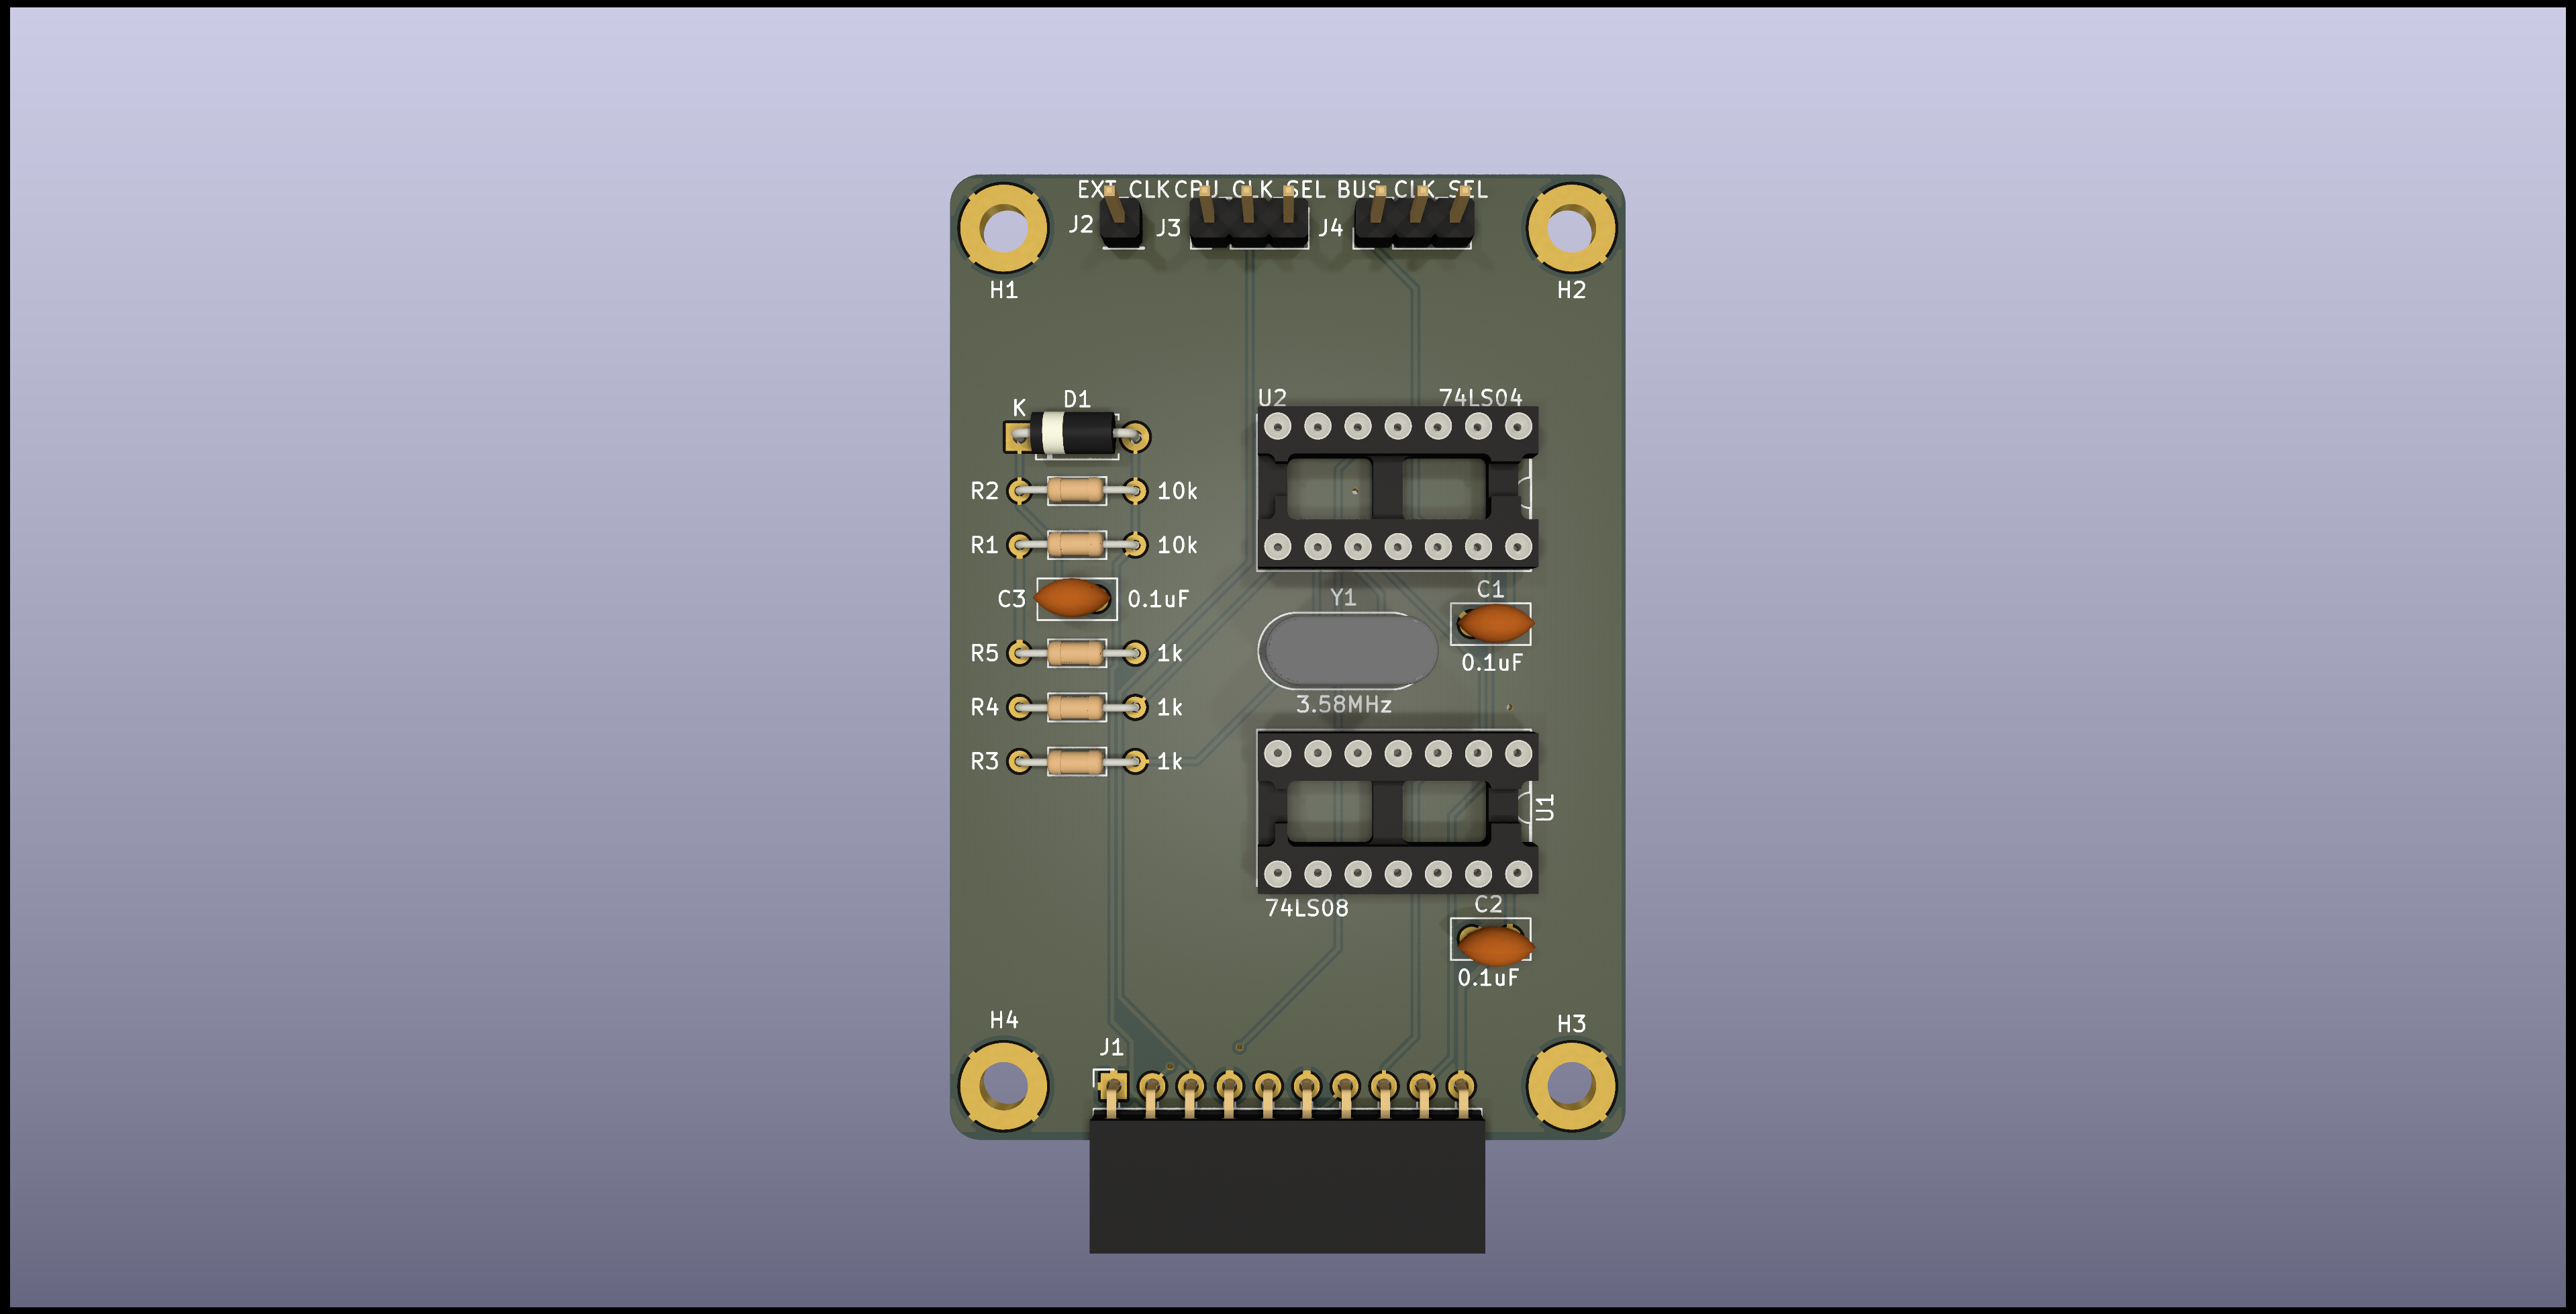 EXT_CLK CPU_CLK_SEL BUS_CLK_SEL
J2 J3 J4
H1 H2
K D1
U2 74LS04
R2 10k
R1 10k
C3 0.1uF
Y1 C1
R5 1k
0.1uF
R4 1k
3.58MHz
R3 1k
U1
74LS08 C2
0.1uF
H4 H3
J1